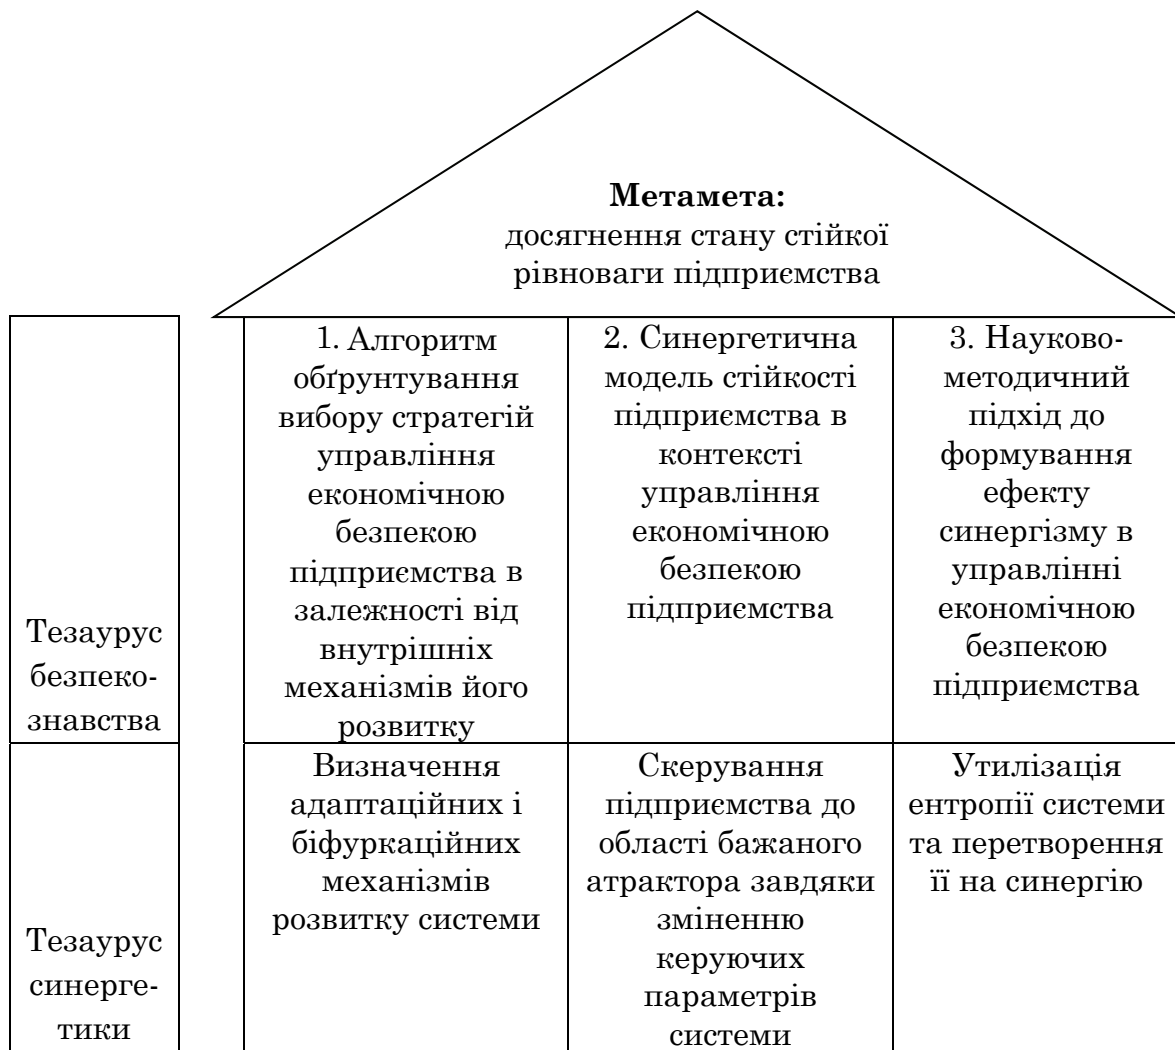 Метамета:
досягнення стану стійкої
рівноваги підприємства
Тезаурус
безпеко-
знавства
1. Алгоритм
обґрунтування
вибору стратегій
управління
економічною
безпекою
підприємства в
залежності від
внутрішніх
механізмів його
розвитку
2. Синергетична
модель стійкості
підприємства в
контексті
управління
економічною
безпекою
підприємства
3. Науково-
методичний
підхід до
формування
ефекту
синергізму в
управлінні
економічною
безпекою
підприємства
Тезаурус
синерге-
тики
Визначення
адаптаційних і
біфуркаційних
механізмів
розвитку системи
Скерування
підприємства до
області бажаного
атрактора завдяки
зміненню
керуючих
параметрів
системи
Утилізація
ентропії системи
та перетворення
її на синергію